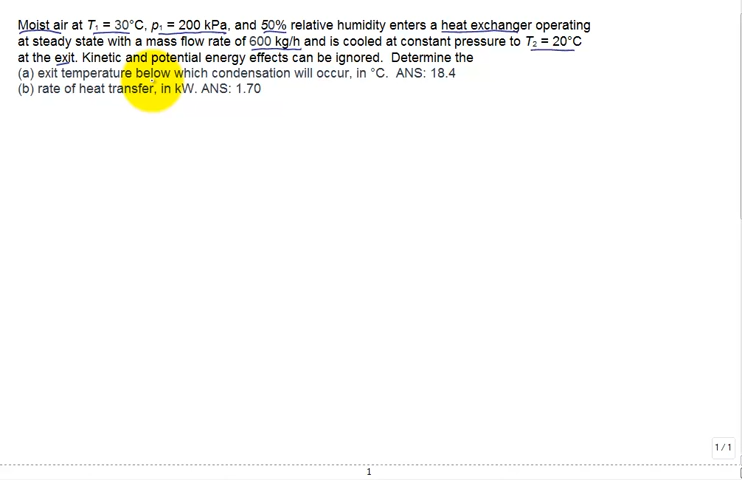 Moist air at T₁ = 30°C, p₁ = 200 kPa, and 50% relative humidity enters a heat exchanger operating
at steady state with a mass flow rate of 600 kg/h and is cooled at constant pressure to T₂ = 20°C
at the exit. Kinetic and potential energy effects can be ignored. Determine the
(a) exit temperature below which condensation will occur, in °C. ANS: 18.4
(b) rate of heat transfer, in kW. ANS: 1.70
1 / 1
1